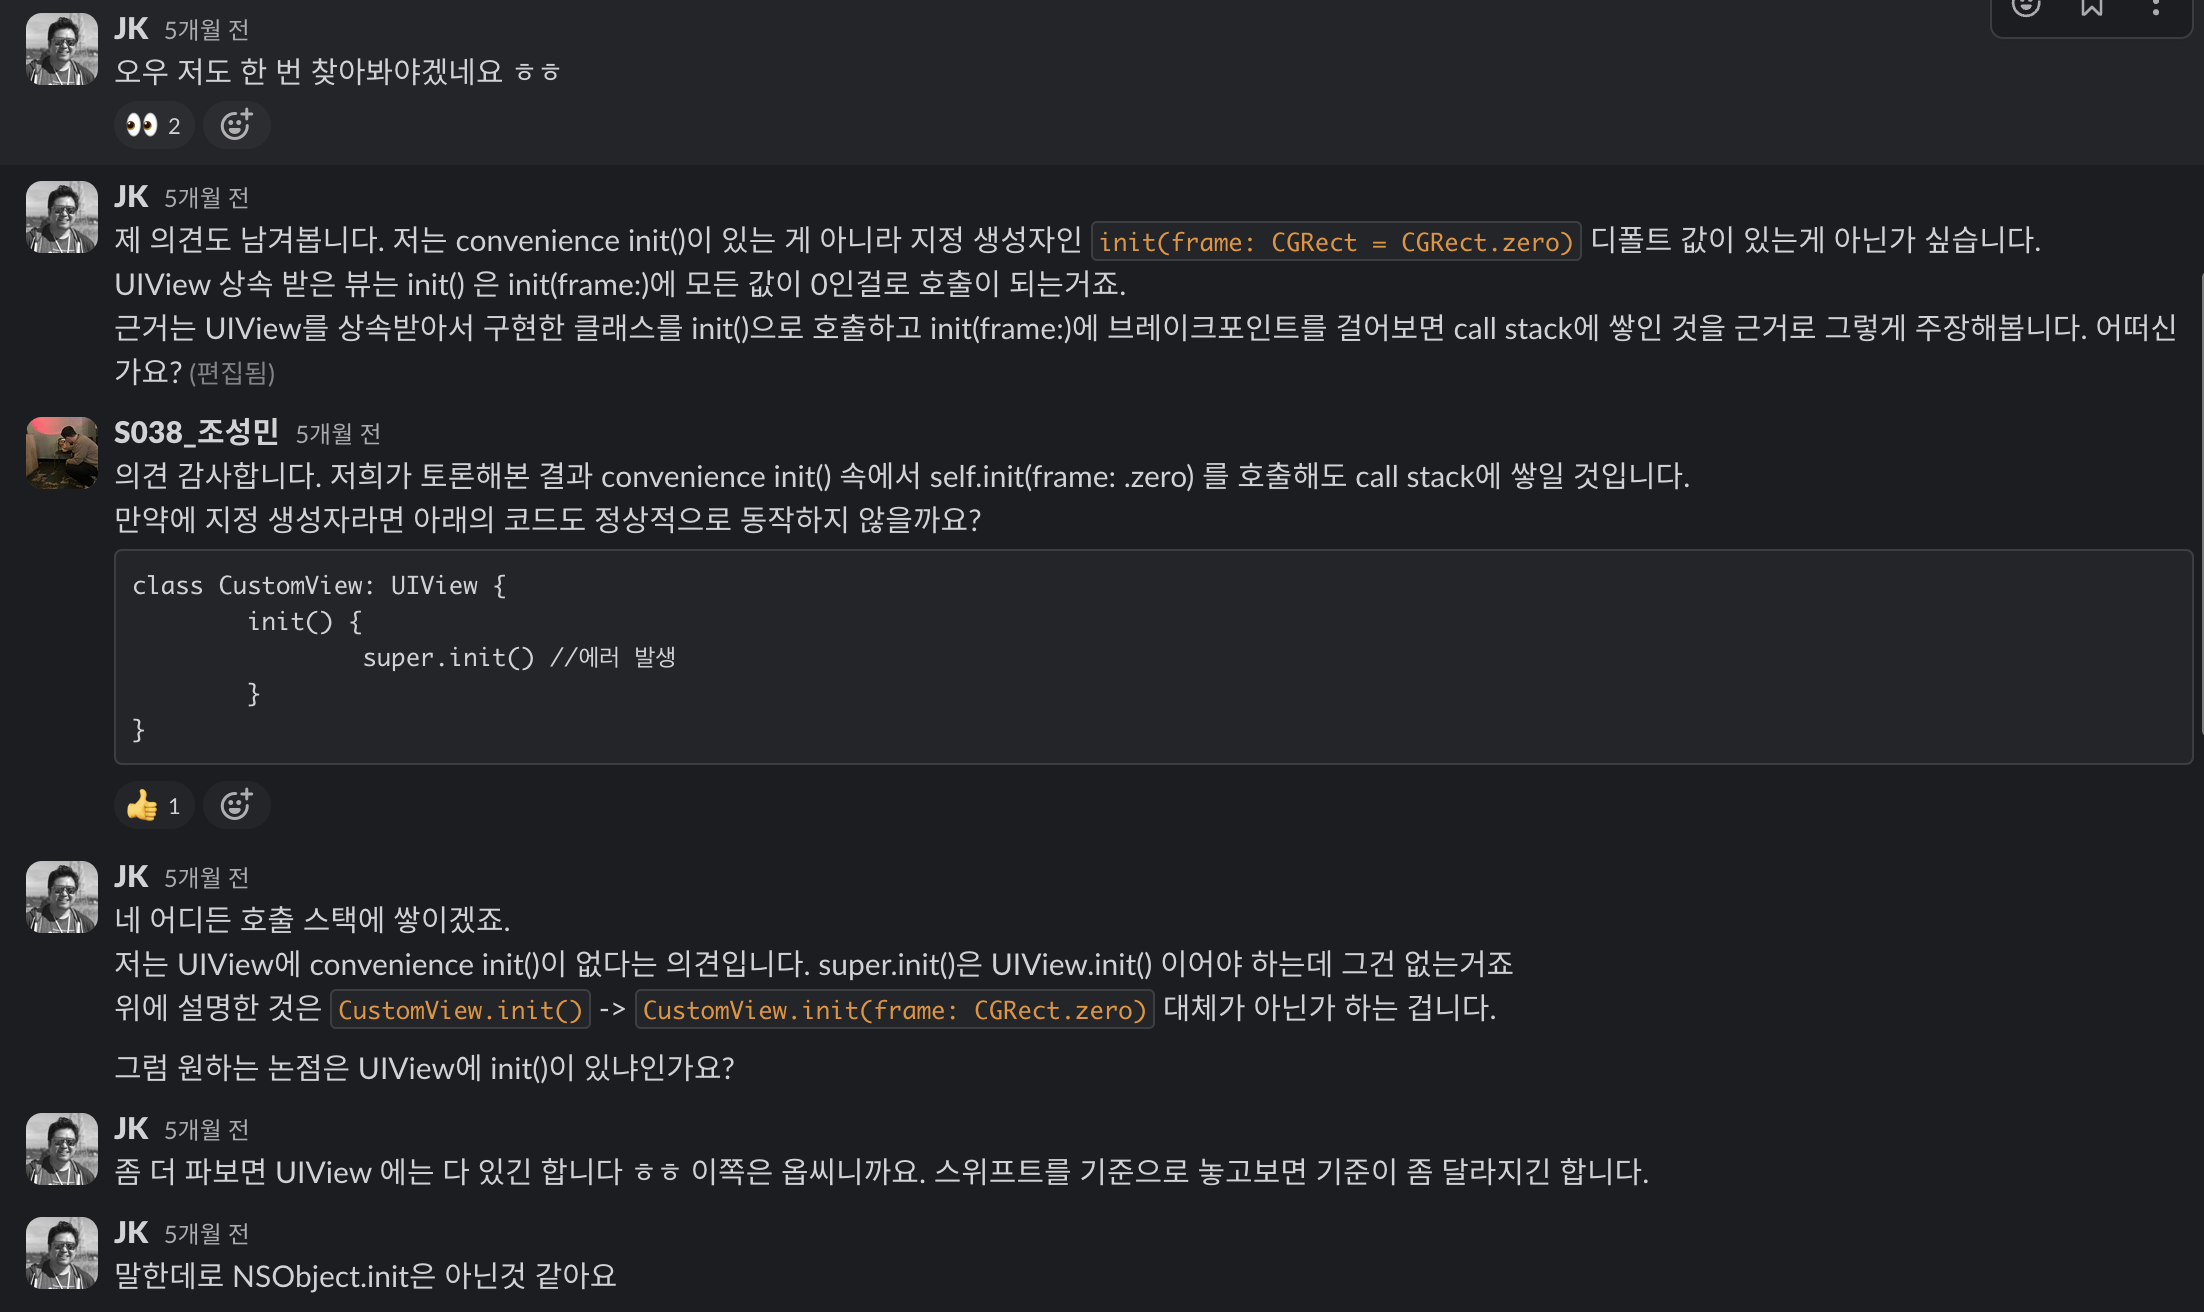 JK 5개월 전
오우 저도 한 번 찾아봐야겠네요 ㅎㅎ
👀 2
JK 5개월 전
제 의견도 남겨봅니다. 저는 convenience init()이 있는 게 아니라 지정 생성자인 init(frame: CGRect = CGRect.zero) 디폴트 값이 있는게 아닌가 싶습니다.
UIView 상속 받은 뷰는 init() 은 init(frame:)에 모든 값이 0인걸로 호출이 되는거죠.
근거는 UIView를 상속받아서 구현한 클래스를 init()으로 호출하고 init(frame:)에 브레이크포인트를 걸어보면 call stack에 쌓인 것을 근거로 그렇게 주장해봅니다. 어떠신
가요? (편집됨)
S038_조성민 5개월 전
의견 감사합니다. 저희가 토론해본 결과 convenience init() 속에서 self.init(frame: .zero) 를 호출해도 call stack에 쌓일 것입니다.
만약에 지정 생성자라면 아래의 코드도 정상적으로 동작하지 않을까요?
class CustomView: UIView {
init() {
super.init() //에러 발생
}
}
👍 1
JK 5개월 전
네 어디든 호출 스택에 쌓이겠죠.
저는 UIView에 convenience init()이 없다는 의견입니다. super.init()은 UIView.init() 이어야 하는데 그건 없는거죠
위에 설명한 것은 CustomView.init() -> CustomView.init(frame: CGRect.zero) 대체가 아닌가 하는 겁니다.
그럼 원하는 논점은 UIView에 init()이 있냐인가요?
JK 5개월 전
좀 더 파보면 UIView 에는 다 있긴 합니다 ㅎㅎ 이쪽은 옵씨니까요. 스위프트를 기준으로 놓고보면 기준이 좀 달라지긴 합니다.
JK 5개월 전
말한데로 NSObject.init은 아닌것 같아요